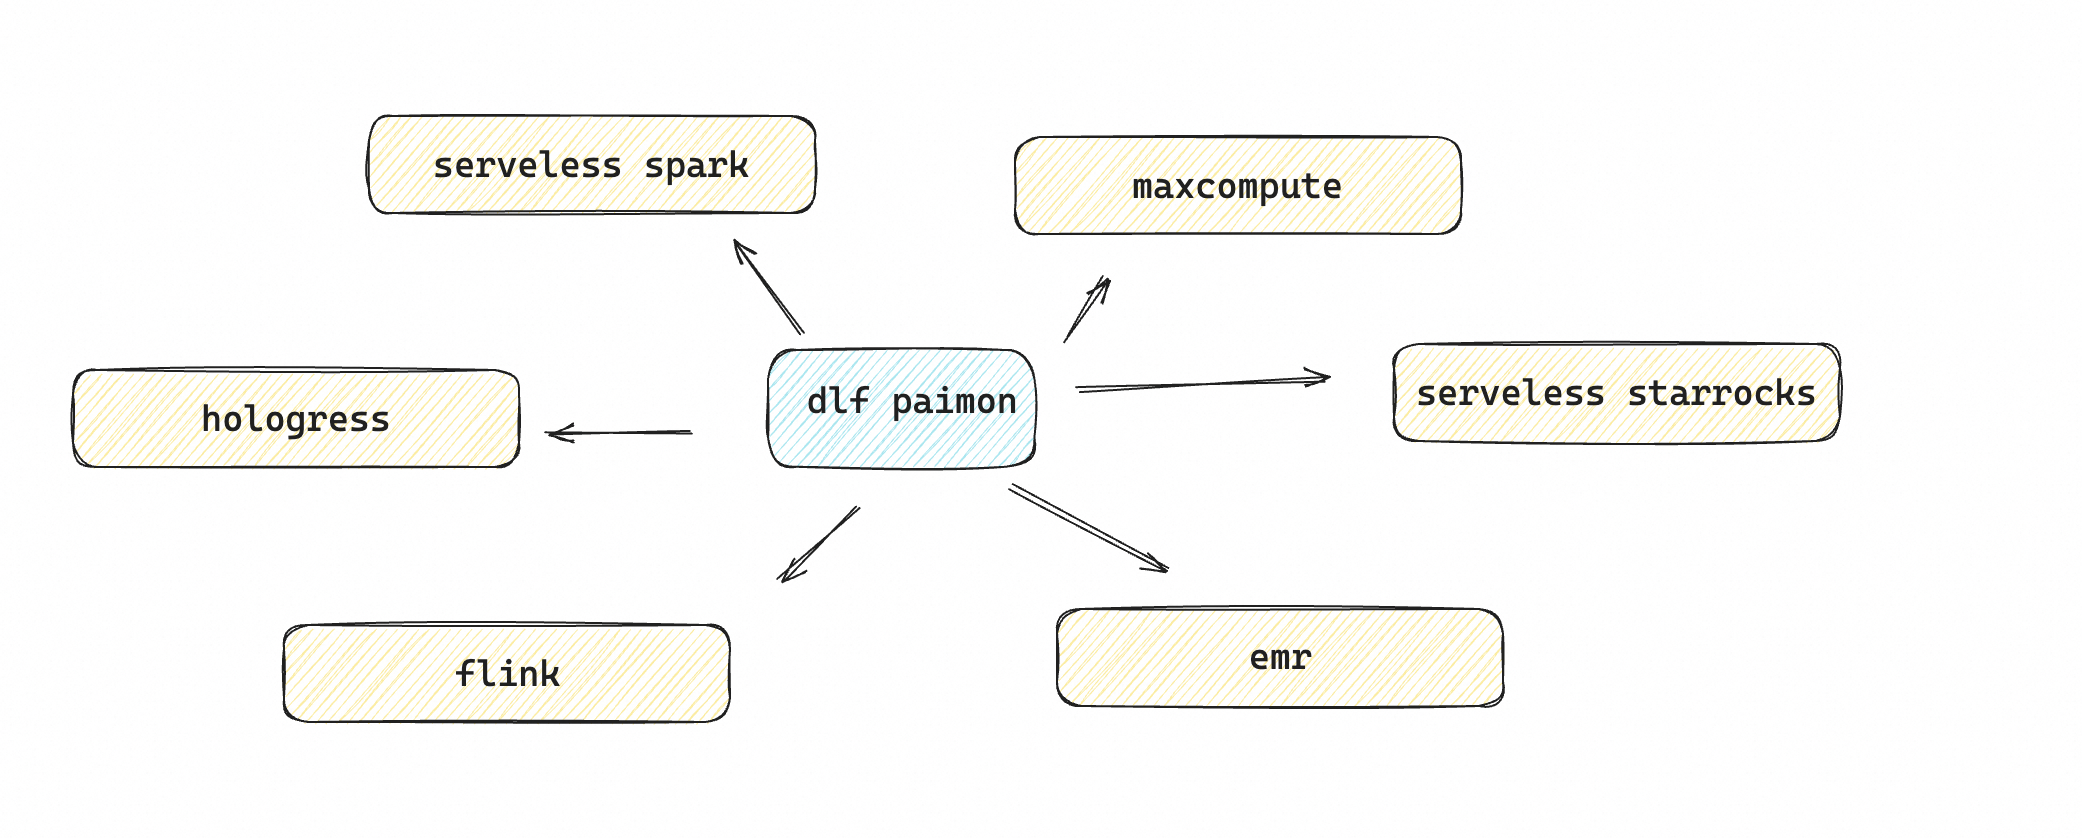 serveless spark
maxcompute
dlf paimon
serveless starrocks
hologress
flink
emr